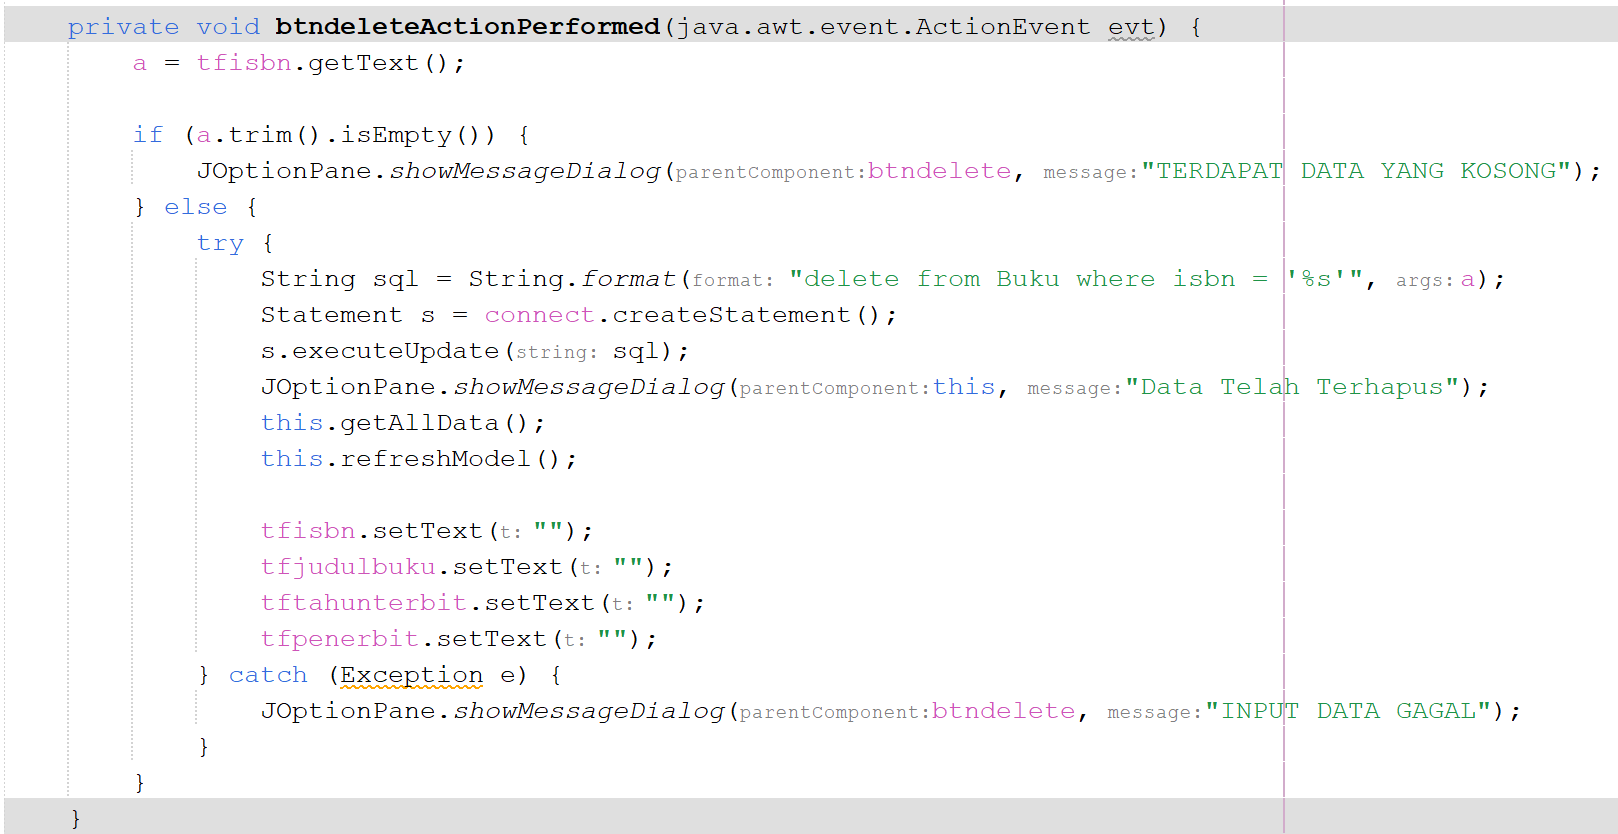 private void btndeleteActionPerformed(java.awt.event.ActionEvent evt) {
a = tfisbn.getText();
if (a.trim().isEmpty()) {
JOptionPane.showMessageDialog(parentComponent:btndelete, message:"TERDAPAT DATA YANG KOSONG");
} else {
try {
String sql = String.format(format: "delete from Buku where isbn = '%s'", args:a);
Statement s = connect.createStatement();
s.executeUpdate(string: sql);
JOptionPane.showMessageDialog(parentComponent:this, message:"Data Telah Terhapus");
this.getAllData();
this.refreshModel();
tfisbn.setText(t: "");
tfjudulbuku.setText(t: "");
tftahunterbit.setText(t: "");
tfpenerbit.setText(t: "");
} catch (Exception e) {
JOptionPane.showMessageDialog(parentComponent:btndelete, message:"INPUT DATA GAGAL");
}
}
}